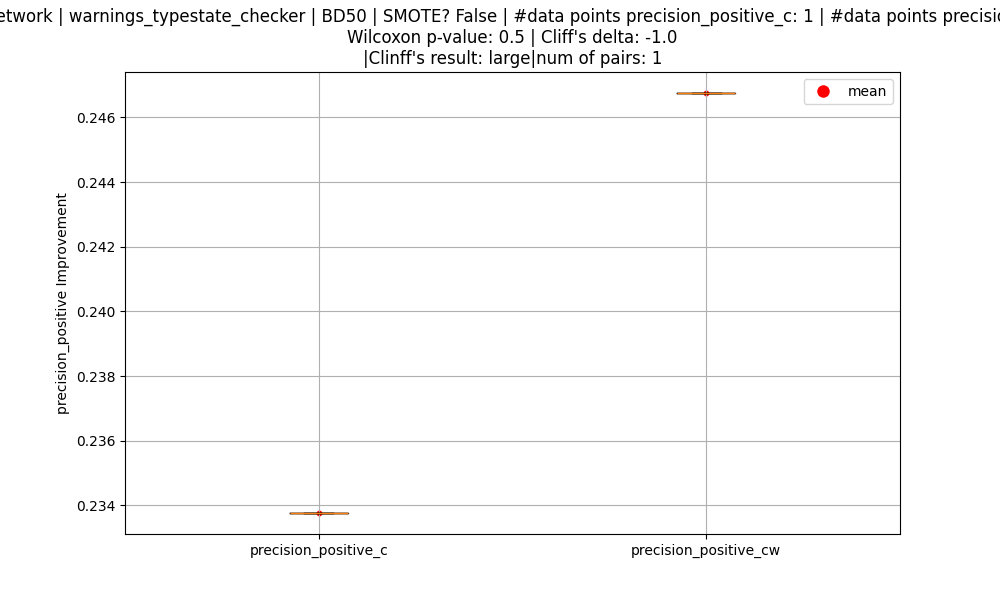 | warnings_typestate_checker | BD50 | SMOTE? False | #data points precision_positive_c: 1 | #data points
Wilcoxon p-value: 0.5 | Cliff's delta: -1.0
|Clinff's result: large|num of pairs: 1
mean
0.246
0.244
0.242
0.240
0.238
0.236
0.234
precision_positive Improvement
precision_positive_c
precision_positive_cw